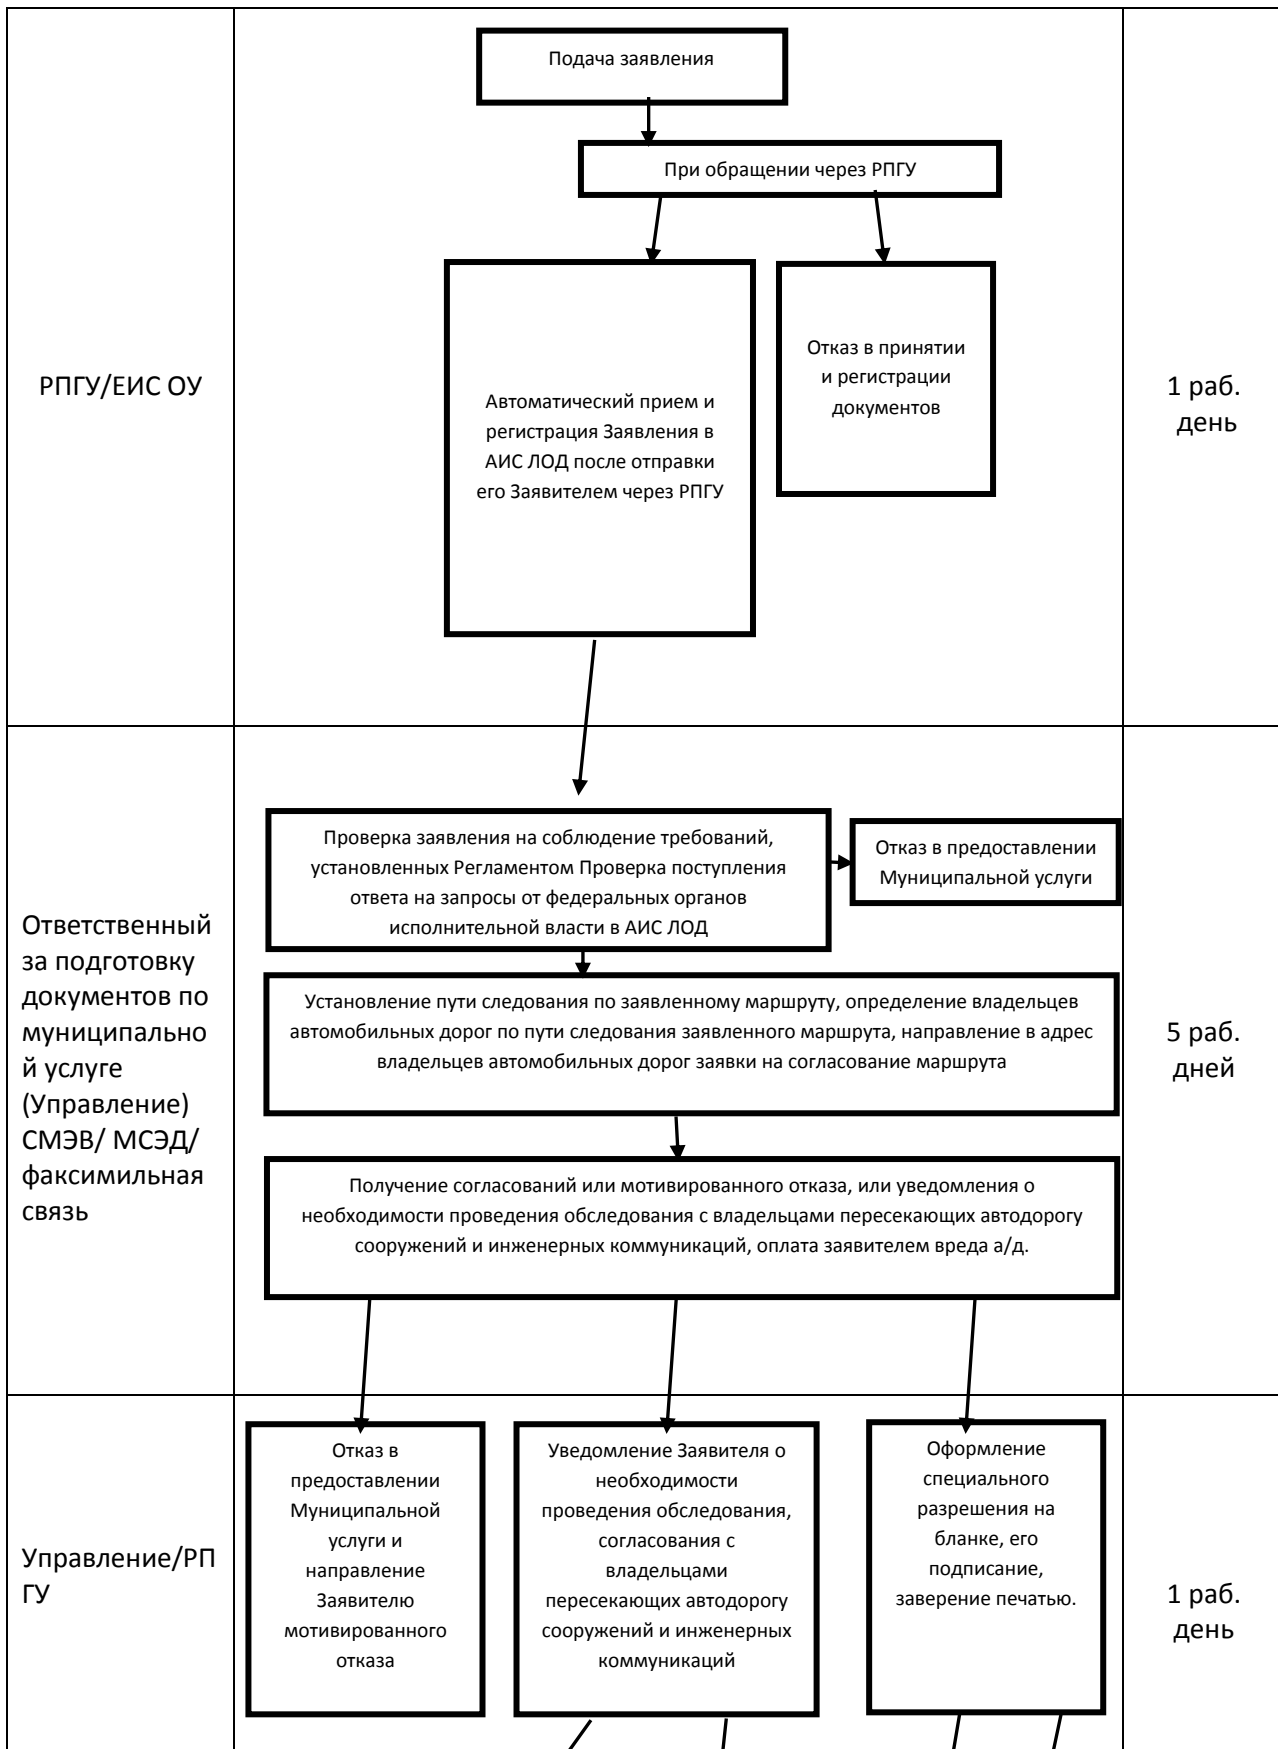 Подача заявления
При обращении через РПГУ
РПГУ/ЕИС ОУ
Автоматический прием и
регистрация Заявления в
АИС ЛОД после отправки
его Заявителем через РПГУ
Отказ в принятии
и регистрации
документов
1 раб.
день
Ответственный
за подготовку
документов по
муниципально
й услуге
(Управление)
СМЭВ/ МСЭД/
факсимильная
связь
Проверка заявления на соблюдение требований,
установленных Регламентом Проверка поступления
ответа на запросы от федеральных органов
исполнительной власти в АИС ЛОД
Отказ в предоставлении
Муниципальной услуги
Установление пути следования по заявленному маршруту, определение владельцев
автомобильных дорог по пути следования заявленного маршрута, направление в адрес
владельцев автомобильных дорог заявки на согласование маршрута
Получение согласований или мотивированного отказа, или уведомления о
необходимости проведения обследования с владельцами пересекающих автодорогу
сооружений и инженерных коммуникаций, оплата заявителем вреда а/д.
5 раб.
дней
Управление/РП
ГУ
Отказ в
предоставлении
Муниципальной
услуги и
направление
Заявителю
мотивированного
отказа
Уведомление Заявителя о
необходимости
проведения обследования,
согласования с
владельцами
пересекающих автодорогу
сооружений и инженерных
коммуникаций
Оформление
специального
разрешения на
бланке, его
подписание,
заверение печатью.
1 раб.
день